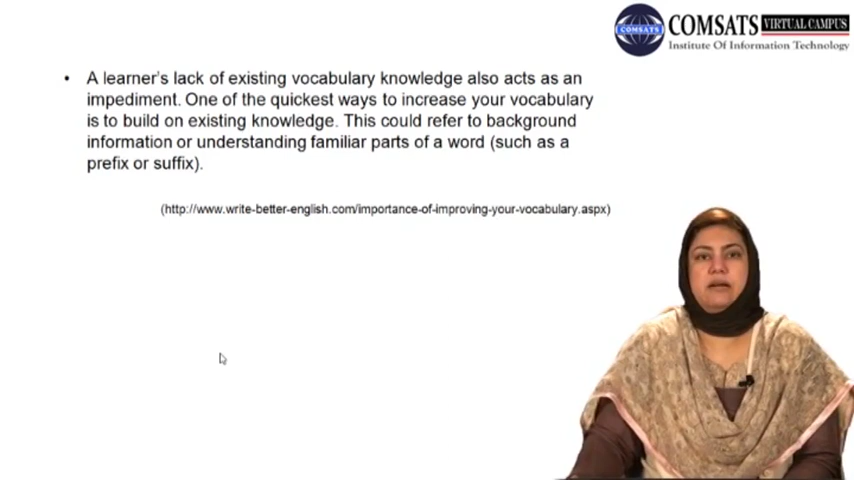 COMSATS VIRTUAL CAMPUS
COMSATS
Institute Of Information Technology
• A learner's lack of existing vocabulary knowledge also acts as an
impediment. One of the quickest ways to increase your vocabulary
is to build on existing knowledge. This could refer to background
information or understanding familiar parts of a word (such as a
prefix or suffix).
(http://www.write-better-english.com/importance-of-improving-your-vocabulary.aspx)